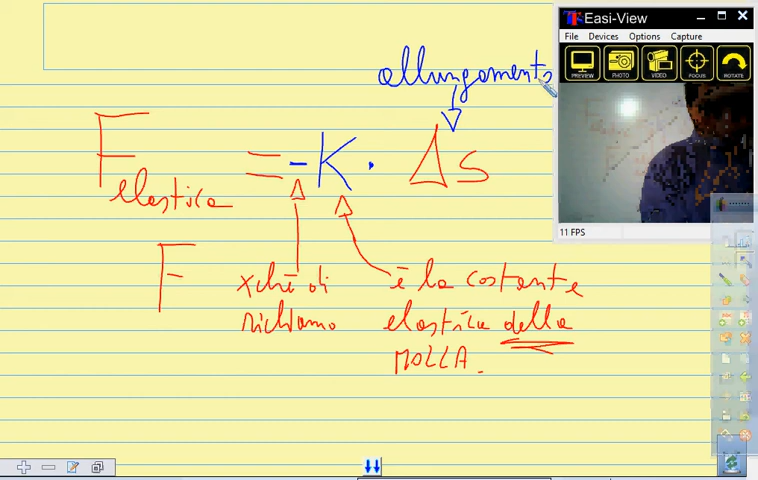 Easi-View
File Devices Options Capture
PREVIEW PHOTO VIDEO FOCUS ROTATE
11 FPS
allungamento
F elastica = -K · Δs
F
xchè di
richiamo
è la costante
elastica della
MOLLA.